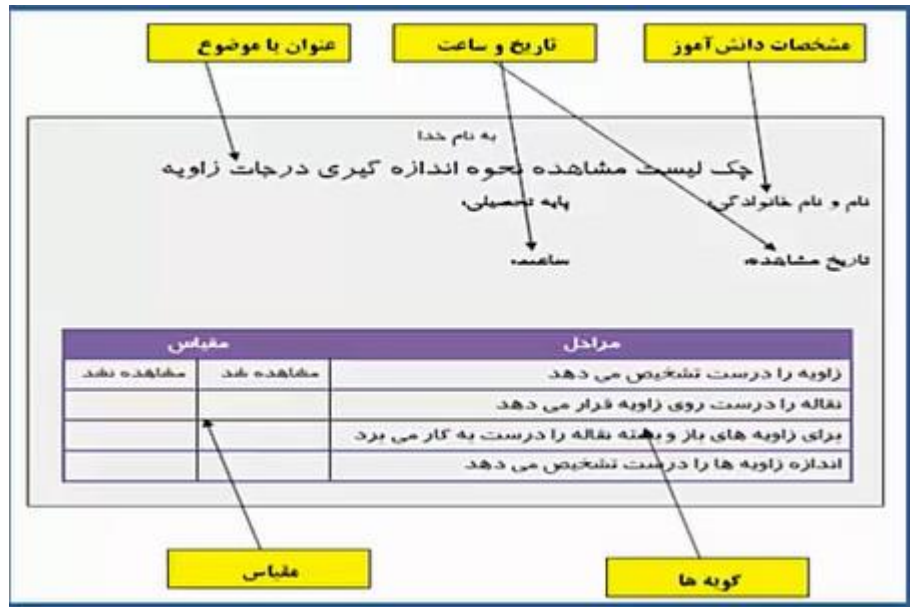 مشخصات دانش آموز
تاریخ و ساعت
عنوان یا موضوع
به نام خدا
چک لیست مشاهده نحوه اندازه گیری درجات زاویه
نام و نام خانوادگی: پایه تحصیلی:
تاریخ مشاهده: ساعت:
مراحل مقیاس
زاویه را درست تشخیص می دهد مشاهده شد مشاهده نشد
نقاله را درست روی زاویه قرار می دهد
برای زاویه های باز و بسته نقاله را درست به کار می برد
اندازه زاویه ها را درست تشخیص می دهد
گویه ها
مقیاس